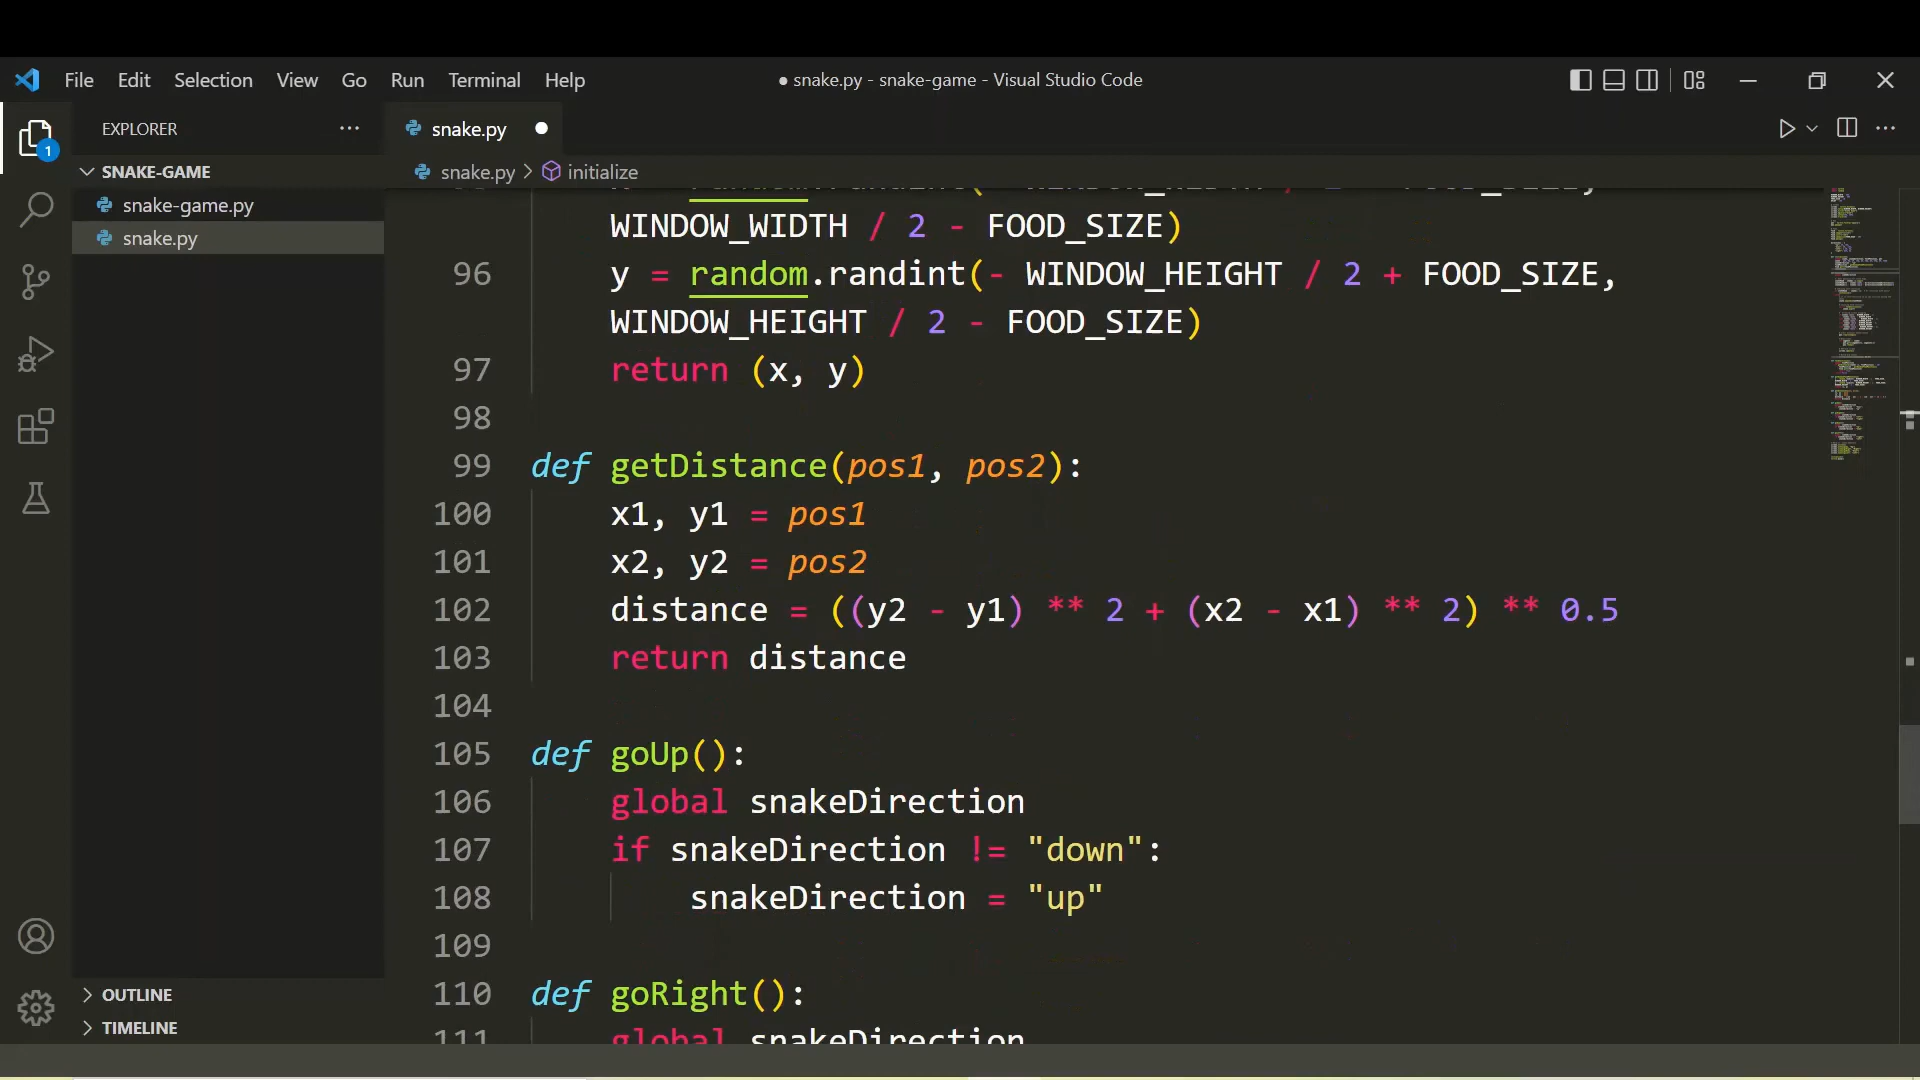 File Edit Selection View Go Run Terminal Help
● snake.py - snake-game - Visual Studio Code
EXPLORER
snake.py
1
SNAKE-GAME
snake.py > initialize
snake-game.py
snake.py
WINDOW_WIDTH / 2 - FOOD_SIZE)
96 y = random.randint(- WINDOW_HEIGHT / 2 + FOOD_SIZE,
WINDOW_HEIGHT / 2 - FOOD_SIZE)
97 return (x, y)
98
99 def getDistance(pos1, pos2):
100 x1, y1 = pos1
101 x2, y2 = pos2
102 distance = ((y2 - y1) ** 2 + (x2 - x1) ** 2) ** 0.5
103 return distance
104
105 def goUp():
106 global snakeDirection
107 if snakeDirection != "down":
108 snakeDirection = "up"
109
110 def goRight():
111 global snakeDirection
OUTLINE
TIMELINE